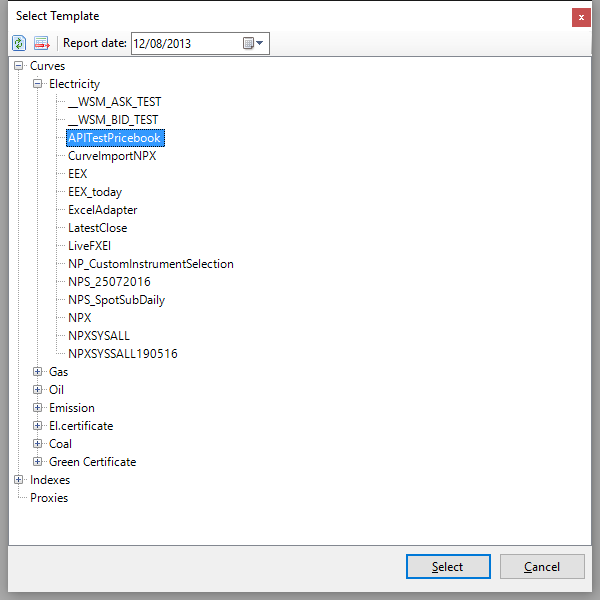 Select Template
x
Report date: 12/08/2013
Curves
Electricity
__WSM_ASK_TEST
__WSM_BID_TEST
APITestPricebook
CurveImportNPX
EEX
EEX_today
ExcelAdapter
LatestClose
LiveFXEI
NP_CustomInstrumentSelection
NPS_25072016
NPS_SpotSubDaily
NPX
NPXSYSALL
NPXSYSSALL190516
Gas
Oil
Emission
El.certificate
Coal
Green Certificate
Indexes
Proxies
Select Cancel